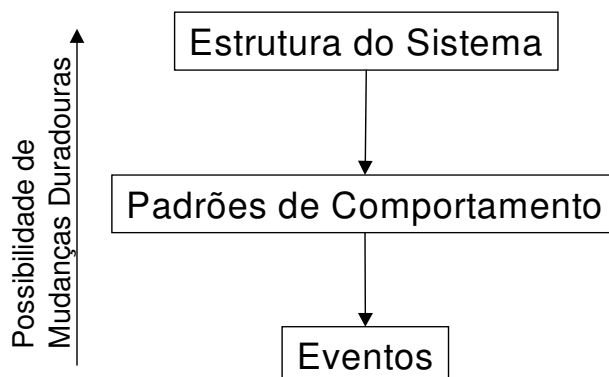 Estrutura do Sistema
Possibilidade de
Mudanças Duradouras
Padrões de Comportamento
Eventos